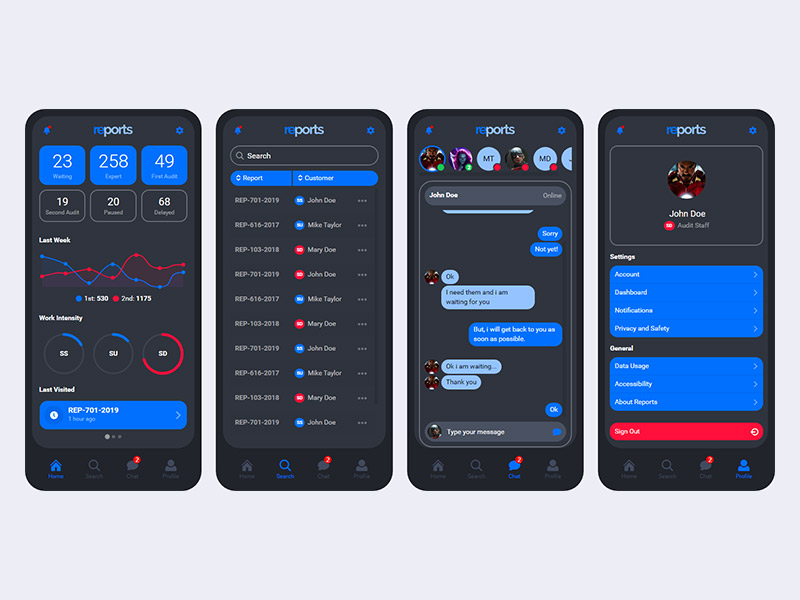 reports
23
Waiting
258
Expert
49
First Audit
19
Second Audit
20
Paused
68
Delayed
Last Week
1st: 530 2nd: 1175
Work Intensity
SS SU SD
Last Visited
REP-701-2019
1 hour ago
2
Home Search Chat Profile
reports
Search
Report Customer
REP-701-2019 SS John Doe
REP-616-2017 SU Mike Taylor
REP-103-2018 SD Mary Doe
REP-701-2019 SD John Doe
REP-616-2017 SU Mike Taylor
REP-103-2018 SD Mary Doe
REP-701-2019 SS John Doe
REP-616-2017 SU Mike Taylor
REP-103-2018 SD Mary Doe
REP-701-2019 SS John Doe
2
Home Search Chat Profile
reports
MT MD
John Doe Online
Sorry
Not yet!
Ok
I need them and i am
waiting for you
But, i will get back to you as
soon as possible.
Ok i am waiting...
Thank you
Ok
Type your message
2
Home Search Chat Profile
reports
John Doe
SD Audit Staff
Settings
Account
Dashboard
Notifications
Privacy and Safety
General
Data Usage
Accessibility
About Reports
Sign Out
2
Home Search Chat Profile